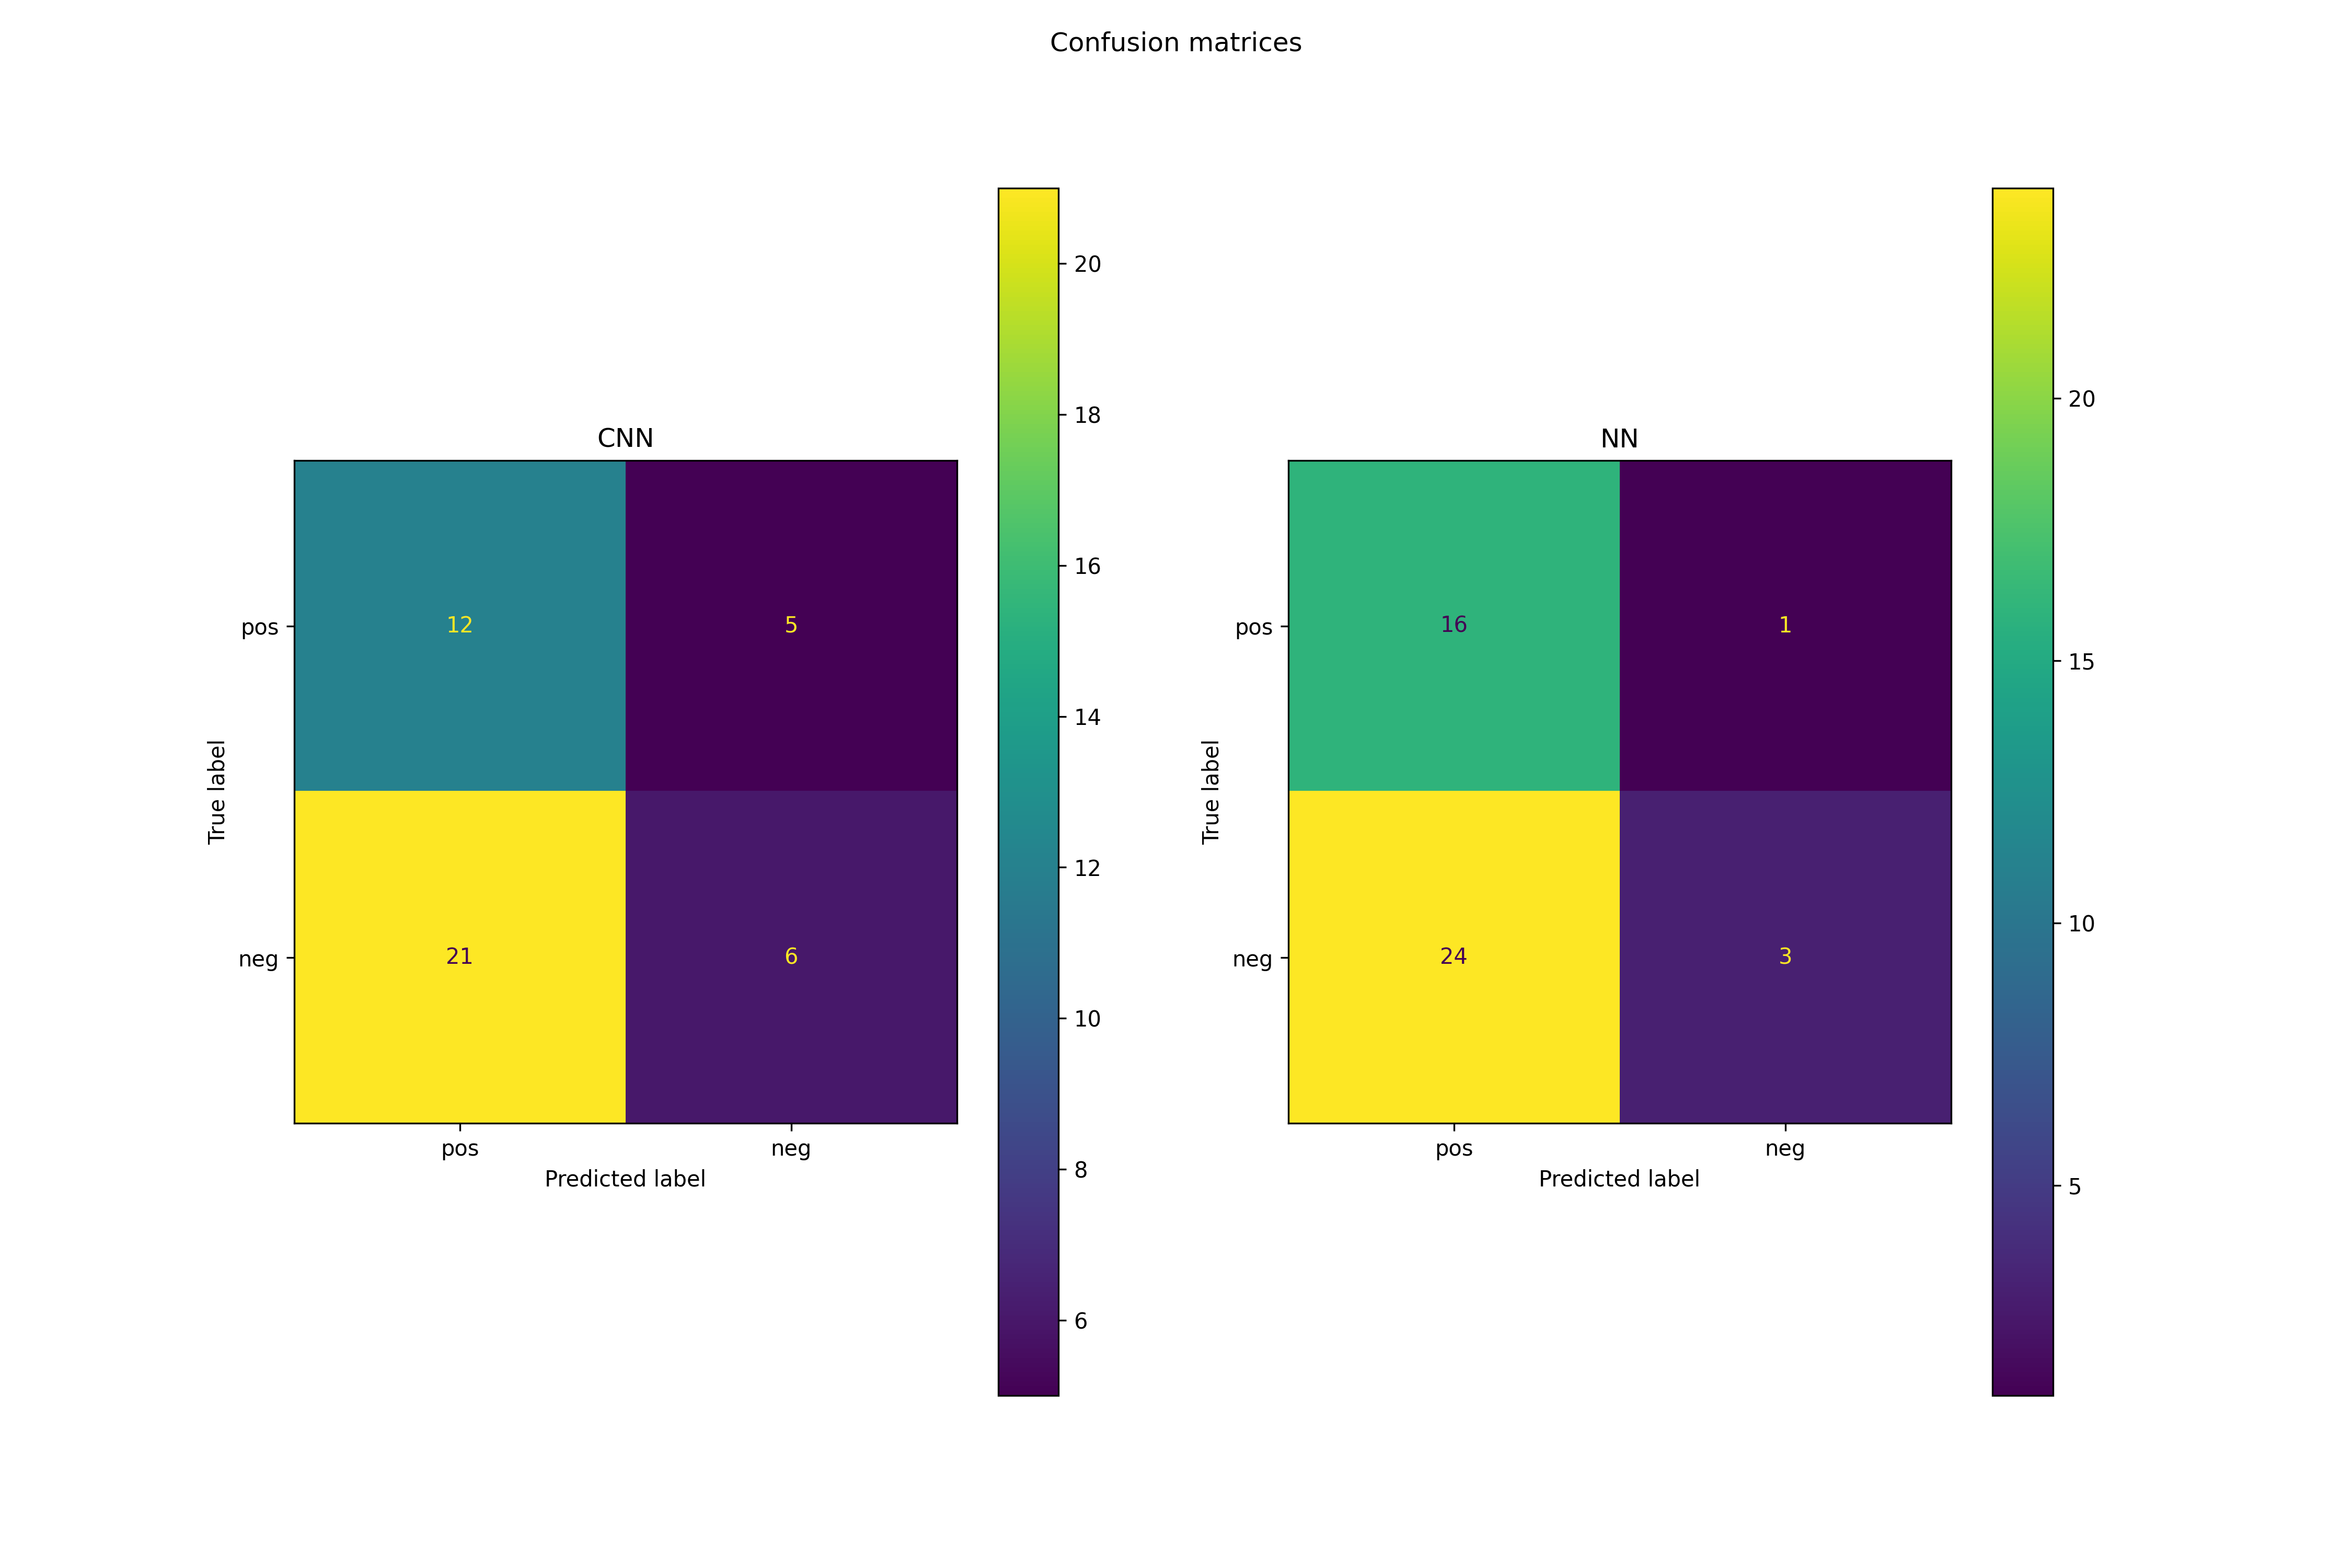 Confusion matrices
CNN
True label
pos
neg
12
5
21
6
pos
neg
Predicted label
20
18
16
14
12
10
8
6
NN
True label
pos
neg
16
1
24
3
pos
neg
Predicted label
20
15
10
5